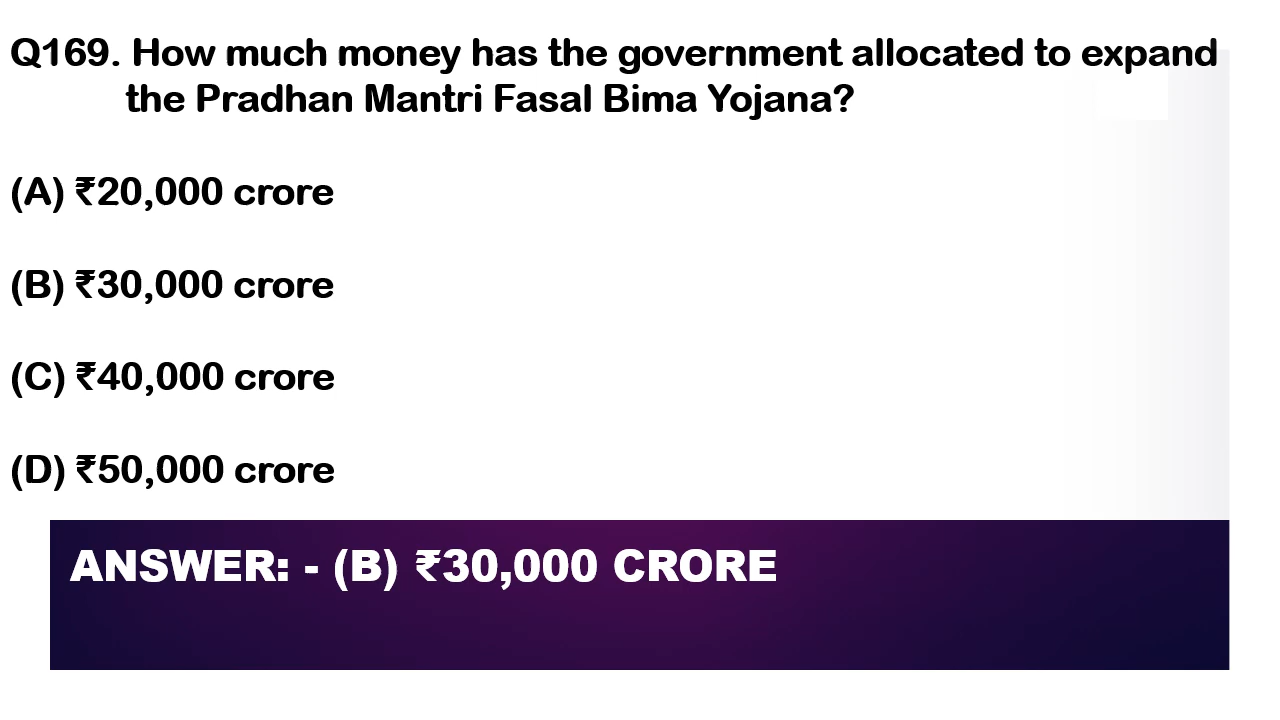 Q169. How much money has the government allocated to expand
the Pradhan Mantri Fasal Bima Yojana?
(A) ₹20,000 crore
(B) ₹30,000 crore
(C) ₹40,000 crore
(D) ₹50,000 crore
ANSWER: - (B) ₹30,000 CRORE